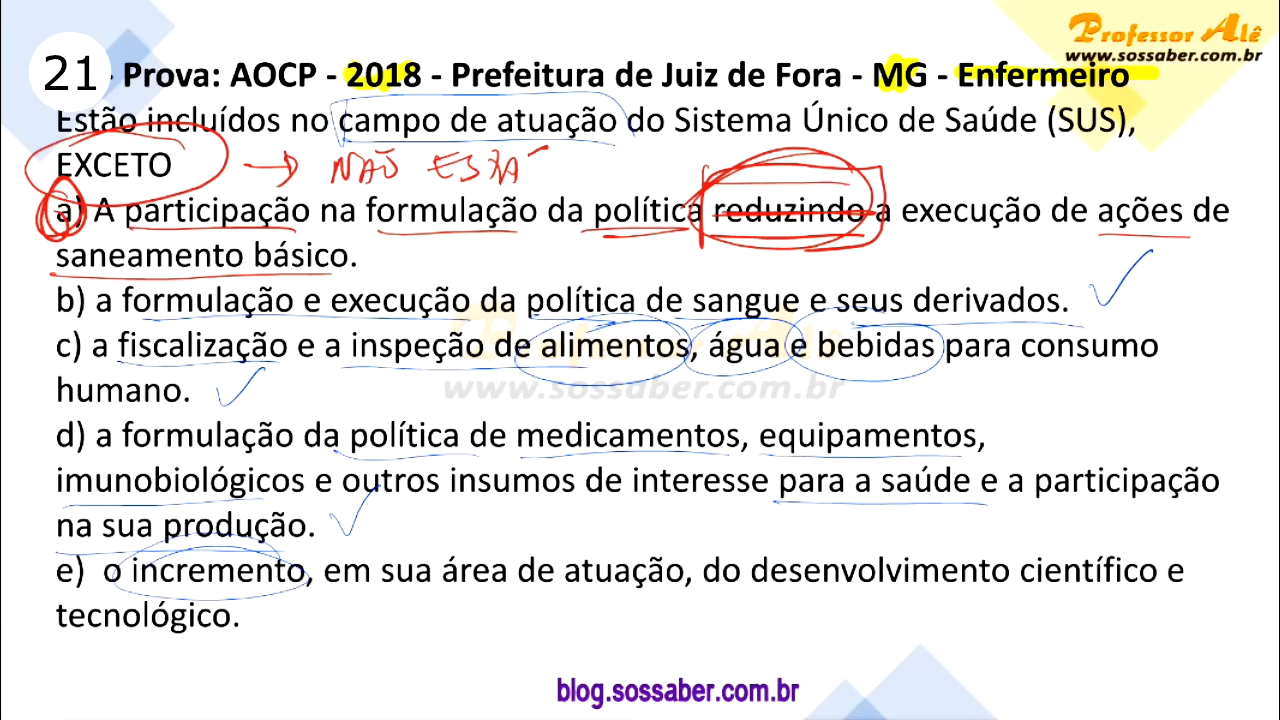 Professor Alê
www.sossaber.com.br
21 - Prova: AOCP - 2018 - Prefeitura de Juiz de Fora - MG - Enfermeiro
Estão incluídos no campo de atuação do Sistema Único de Saúde (SUS),
EXCETO → NÃO ESTÁ
a) A participação na formulação da política reduzindo a execução de ações de
saneamento básico.
b) a formulação e execução da política de sangue e seus derivados.
c) a fiscalização e a inspeção de alimentos, água e bebidas para consumo
humano.
www.sossaber.com.br
d) a formulação da política de medicamentos, equipamentos,
imunobiológicos e outros insumos de interesse para a saúde e a participação
na sua produção.
e) o incremento, em sua área de atuação, do desenvolvimento científico e
tecnológico.
blog.sossaber.com.br